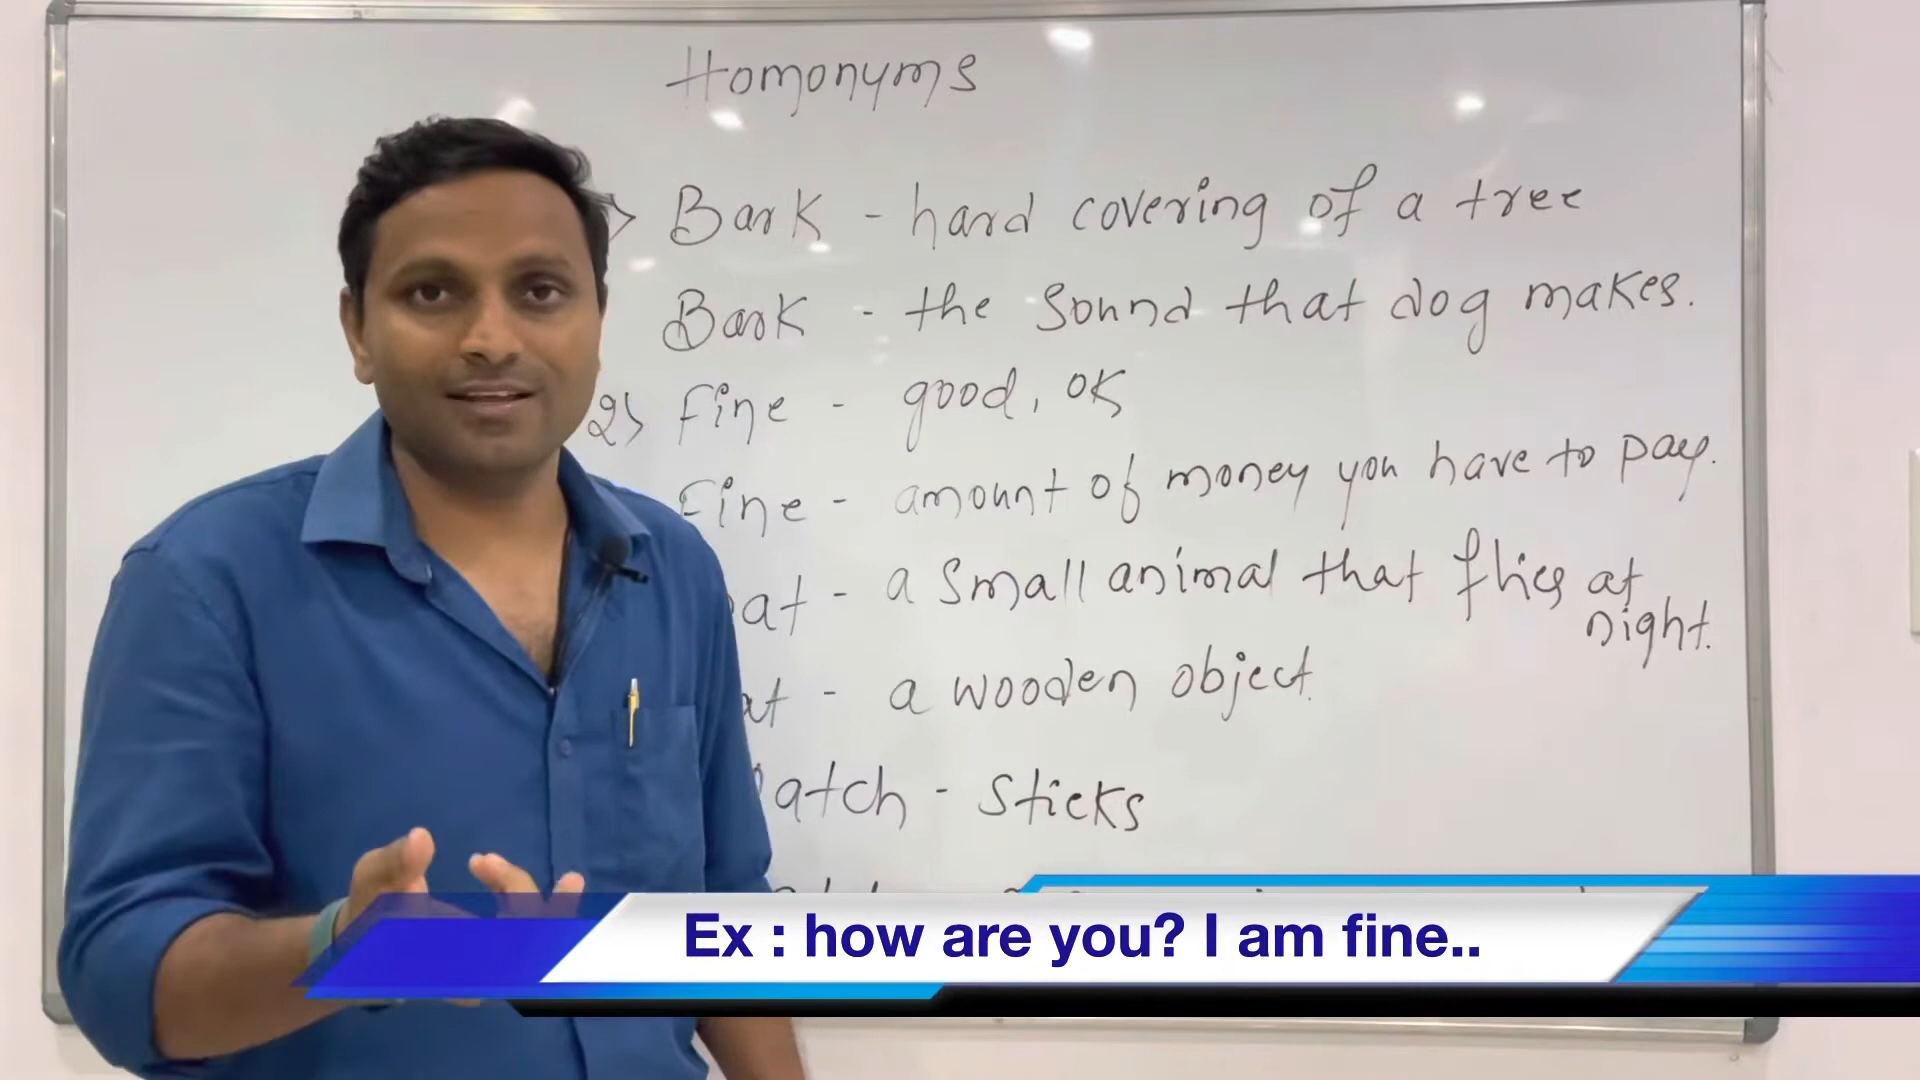 Homonyms
> Bark - hard covering of a tree
Bark - the sound that dog makes.
2> Fine - good, ok
Fine - amount of money you have to pay.
at - a small animal that flies at
night.
at - a wooden object.
atch - sticks
Ex : how are you? I am fine..